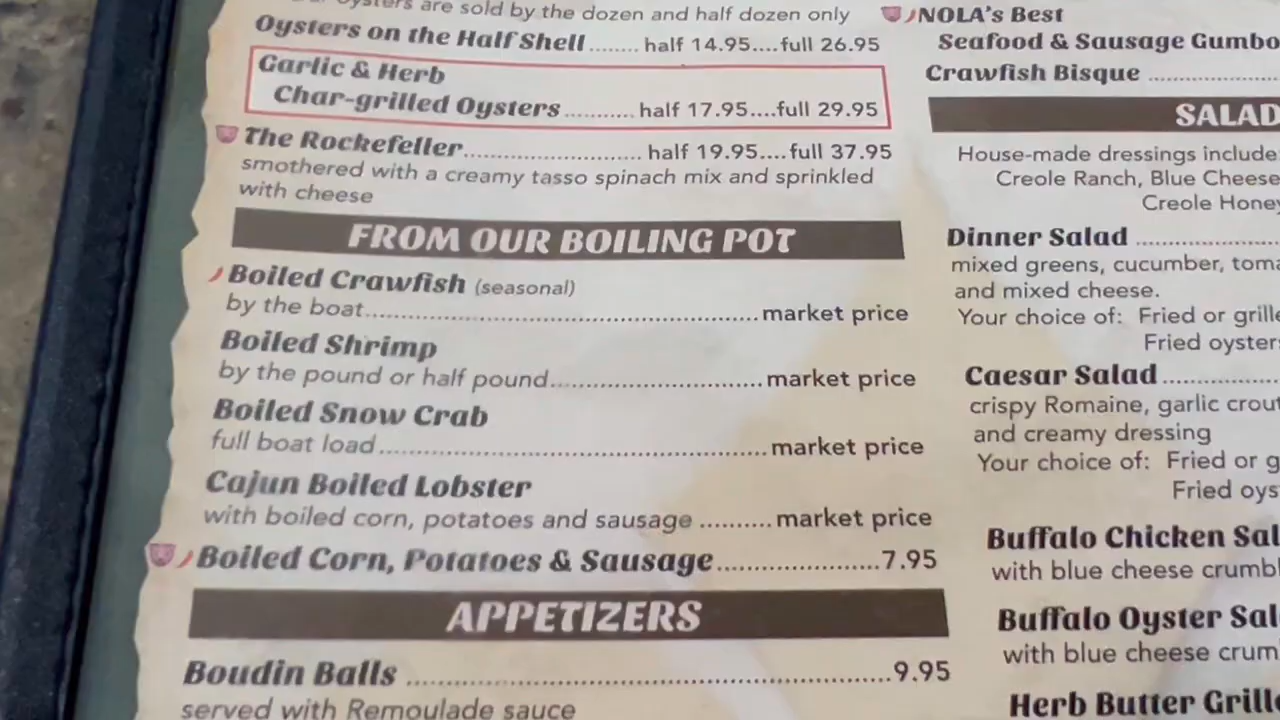 Oysters are sold by the dozen and half dozen only
Oysters on the Half Shell........ half 14.95....full 26.95
Garlic & Herb
Char-grilled Oysters........... half 17.95....full 29.95
The Rockefeller............................ half 19.95....full 37.95
smothered with a creamy tasso spinach mix and sprinkled
with cheese
FROM OUR BOILING POT
Boiled Crawfish (seasonal)
by the boat.............................................................market price
Boiled Shrimp
by the pound or half pound.................................market price
Boiled Snow Crab
full boat load............................................................market price
Cajun Boiled Lobster
with boiled corn, potatoes and sausage ..........market price
Boiled Corn, Potatoes & Sausage.........................7.95
APPETIZERS
Boudin Balls ...........................................................9.95
served with Remoulade sauce
NOLA's Best
Seafood & Sausage Gumbo
Crawfish Bisque ....................
SALAD
House-made dressings include
Creole Ranch, Blue Cheese
Creole Honey
Dinner Salad .....................
mixed greens, cucumber, toma
and mixed cheese.
Your choice of: Fried or grille
Fried oyster
Caesar Salad.................
crispy Romaine, garlic crout
and creamy dressing
Your choice of: Fried or g
Fried oys
Buffalo Chicken Sal
with blue cheese crumbl
Buffalo Oyster Sal
with blue cheese crum
Herb Butter Grill